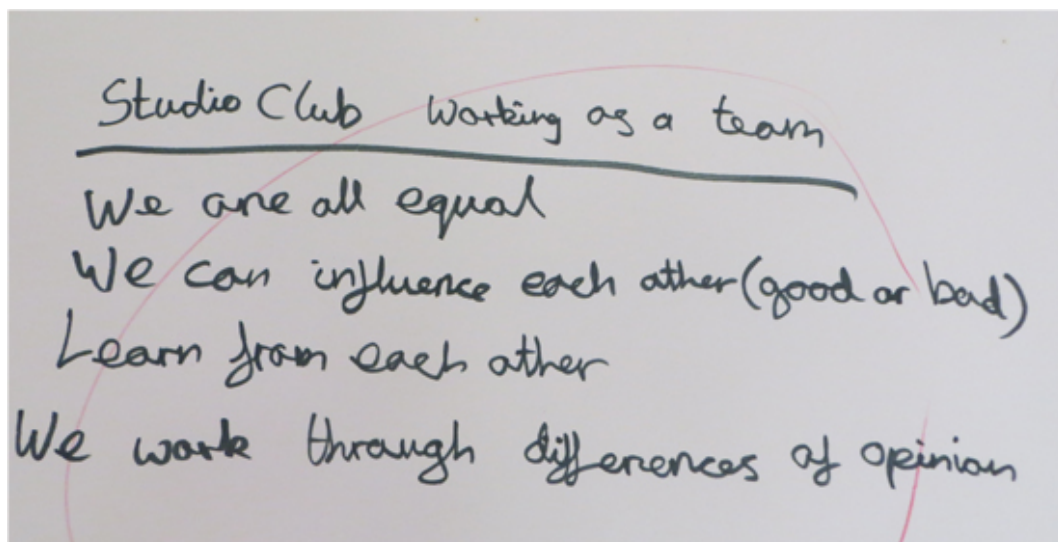 Studio Club working as a team
We are all equal
We can influence each other (good or bad)
Learn from each other
We work through differences of opinion